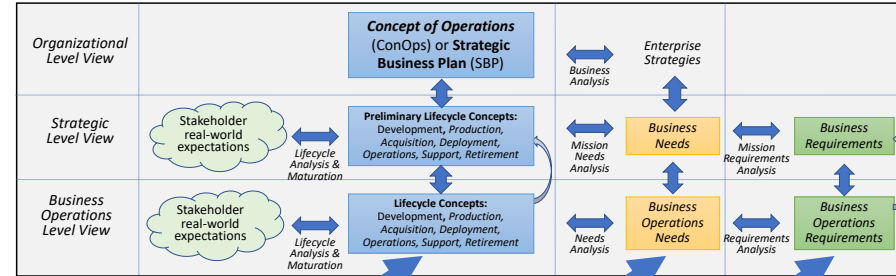 Organizational
Level View
Concept of Operations
(ConOps) or Strategic
Business Plan (SBP)
Business
Analysis
Enterprise
Strategies
Strategic
Level View
Stakeholder
real-world
expectations
Lifecycle
Analysis &
Maturation
Preliminary Lifecycle Concepts:
Development, Production,
Acquisition, Deployment,
Operations, Support, Retirement
Mission
Needs
Analysis
Business
Needs
Mission
Requirements
Analysis
Business
Requirements
Business
Operations
Level View
Stakeholder
real-world
expectations
Lifecycle
Analysis &
Maturation
Lifecycle Concepts:
Development, Production,
Acquisition, Deployment,
Operations, Support, Retirement
Needs
Analysis
Business
Operations
Needs
Requirements
Analysis
Business
Operations
Requirements